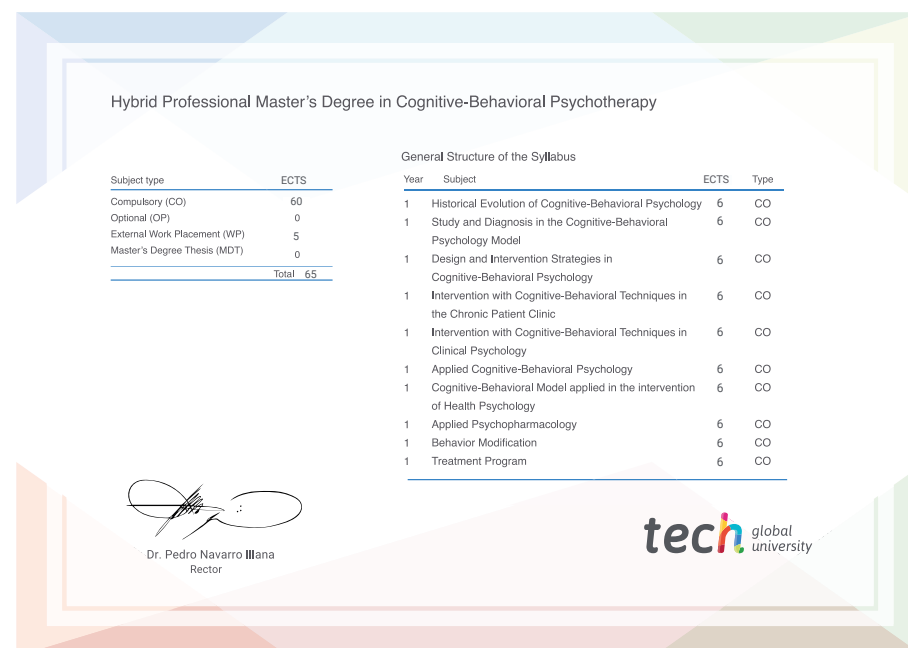 Hybrid Professional Master's Degree in Cognitive-Behavioral Psychotherapy
Subject type ECTS
Compulsory (CO) 60
Optional (OP) 0
External Work Placement (WP) 5
Master's Degree Thesis (MDT) 0
Total 65
General Structure of the Syllabus
Year Subject ECTS Type
1 Historical Evolution of Cognitive-Behavioral Psychology 6 CO
1 Study and Diagnosis in the Cognitive-Behavioral 6 CO
Psychology Model
1 Design and Intervention Strategies in 6 CO
Cognitive-Behavioral Psychology
1 Intervention with Cognitive-Behavioral Techniques in 6 CO
the Chronic Patient Clinic
1 Intervention with Cognitive-Behavioral Techniques in 6 CO
Clinical Psychology
1 Applied Cognitive-Behavioral Psychology 6 CO
1 Cognitive-Behavioral Model applied in the intervention 6 CO
of Health Psychology
1 Applied Psychopharmacology 6 CO
1 Behavior Modification 6 CO
1 Treatment Program 6 CO
Dr. Pedro Navarro Illana
Rector
tech global
university